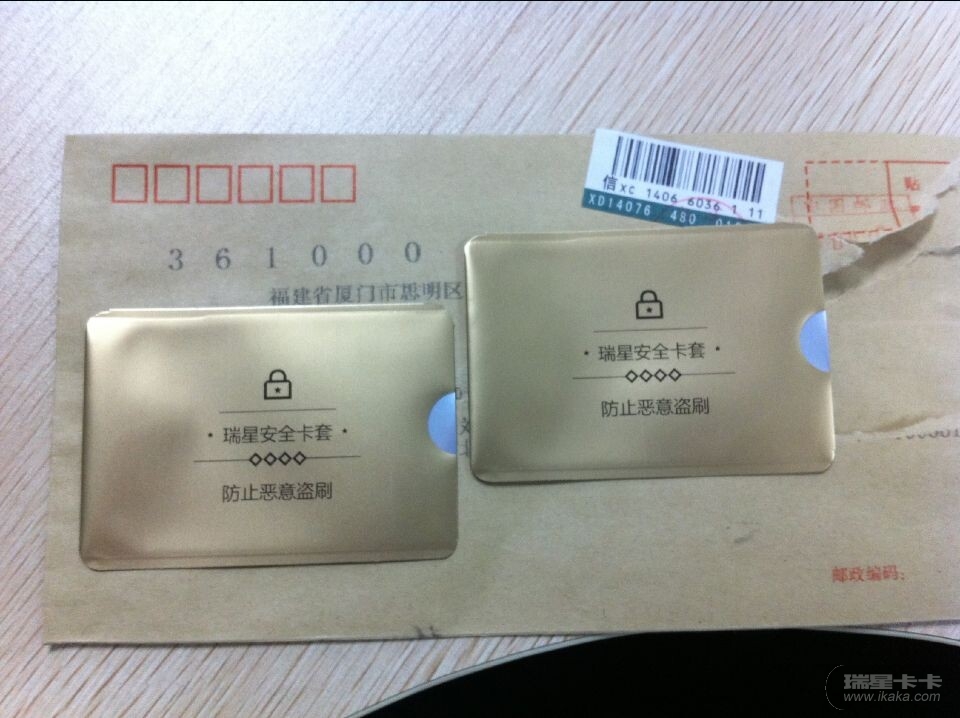 信 XC 1406 6036 1 11
XD14076 480
贴
361000
福建省厦门市思明区
瑞星安全卡套
防止恶意盗刷
瑞星安全卡套
防止恶意盗刷
邮政编码：
瑞星卡卡
www.ikaka.com